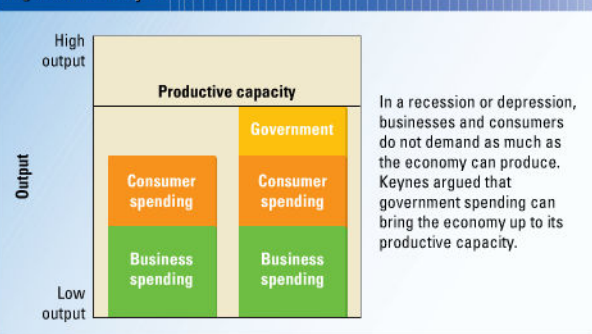 High
output
Productive capacity
Government
Consumer
spending
Consumer
spending
Business
spending
Business
spending
Low
output
Output
In a recession or depression,
businesses and consumers
do not demand as much as
the economy can produce.
Keynes argued that
government spending can
bring the economy up to its
productive capacity.